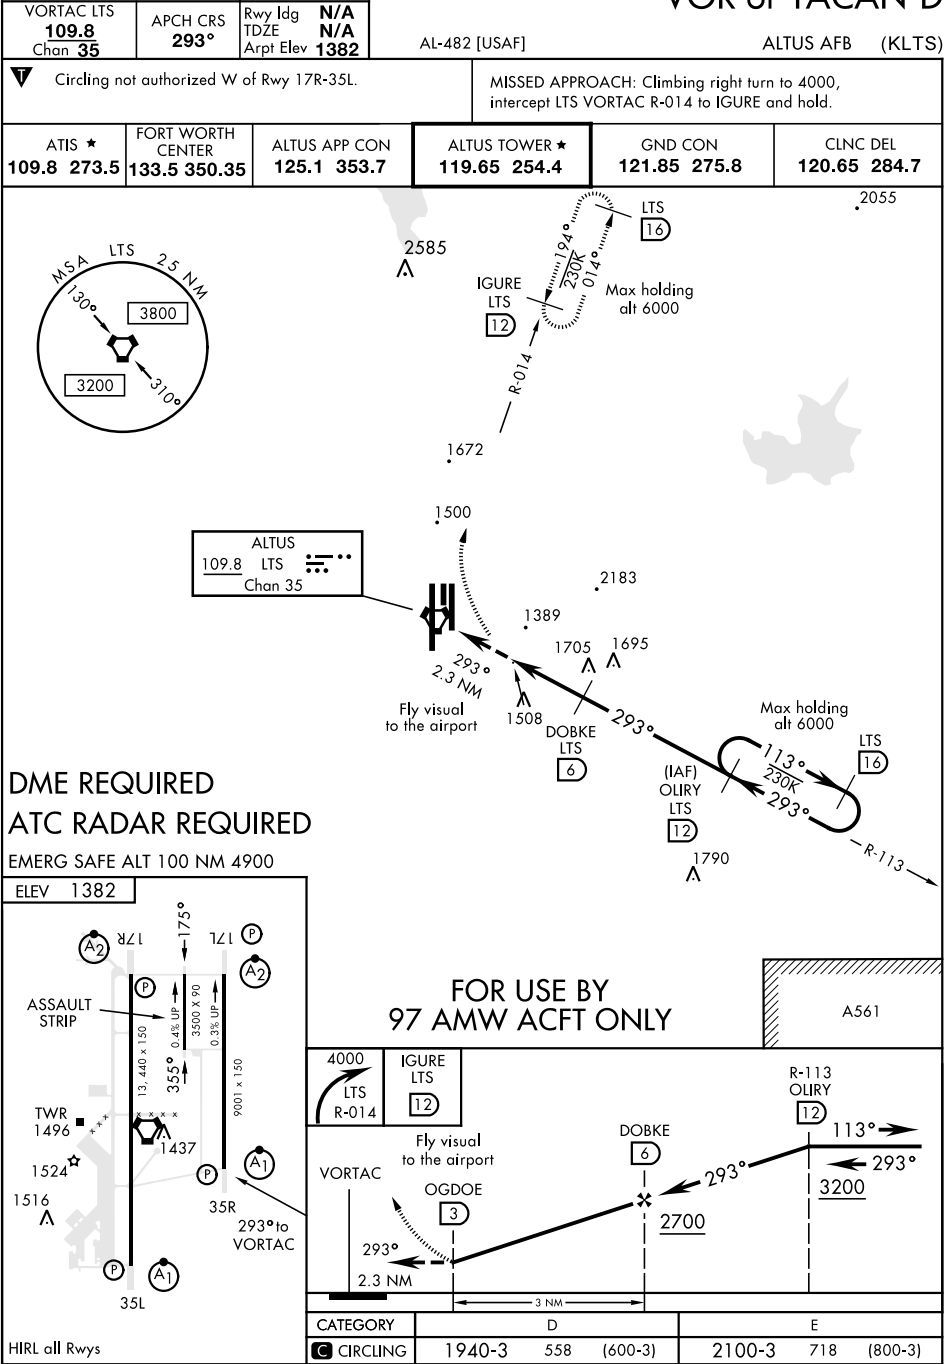 VOR or TACAN-D
VORTAC LTS
109.8
Chan 35
APCH CRS
293°
Rwy ldg N/A
TDZE N/A
Arpt Elev 1382
AL-482 [USAF]
ALTUS AFB (KLTS)
T
Circling not authorized W of Rwy 17R-35L.
MISSED APPROACH: Climbing right turn to 4000,
intercept LTS VORTAC R-014 to IGURE and hold.
ATIS ★
109.8 273.5
FORT WORTH
CENTER
133.5 350.35
ALTUS APP CON
125.1 353.7
ALTUS TOWER ★
119.65 254.4
GND CON
121.85 275.8
CLNC DEL
120.65 284.7
MSA LTS 25 NM
130°
3800
3200
310°
2585
2055
LTS
16
194°
230K
014°
IGURE
LTS
12
Max holding
alt 6000
R-014
1672
1500
ALTUS
109.8 LTS
Chan 35
2183
1389
1705
1695
293°
2.3 NM
Fly visual
to the airport
1508
DOBKE
LTS
6
293°
Max holding
alt 6000
113°
230K
293°
LTS
16
(IAF)
OLIRY
LTS
12
1790
R-113
DME REQUIRED
ATC RADAR REQUIRED
EMERG SAFE ALT 100 NM 4900
ELEV 1382
A2
17R
175°
17L
P
A2
P
ASSAULT
STRIP
13,440 x 150
0.4% UP
3500 X 90
0.3% UP
355°
9001 x 150
TWR
1496
1437
1524
1516
A1
P
35R
293° to
VORTAC
P
A1
35L
HIRL all Rwys
FOR USE BY
97 AMW ACFT ONLY
A561
4000
LTS
R-014
IGURE
LTS
12
Fly visual
to the airport
VORTAC
OGDOE
3
293°
2.3 NM
DOBKE
6
2700
293°
R-113
OLIRY
12
113°
293°
3200
3 NM
CATEGORY D E
C CIRCLING 1940-3 558 (600-3) 2100-3 718 (800-3)